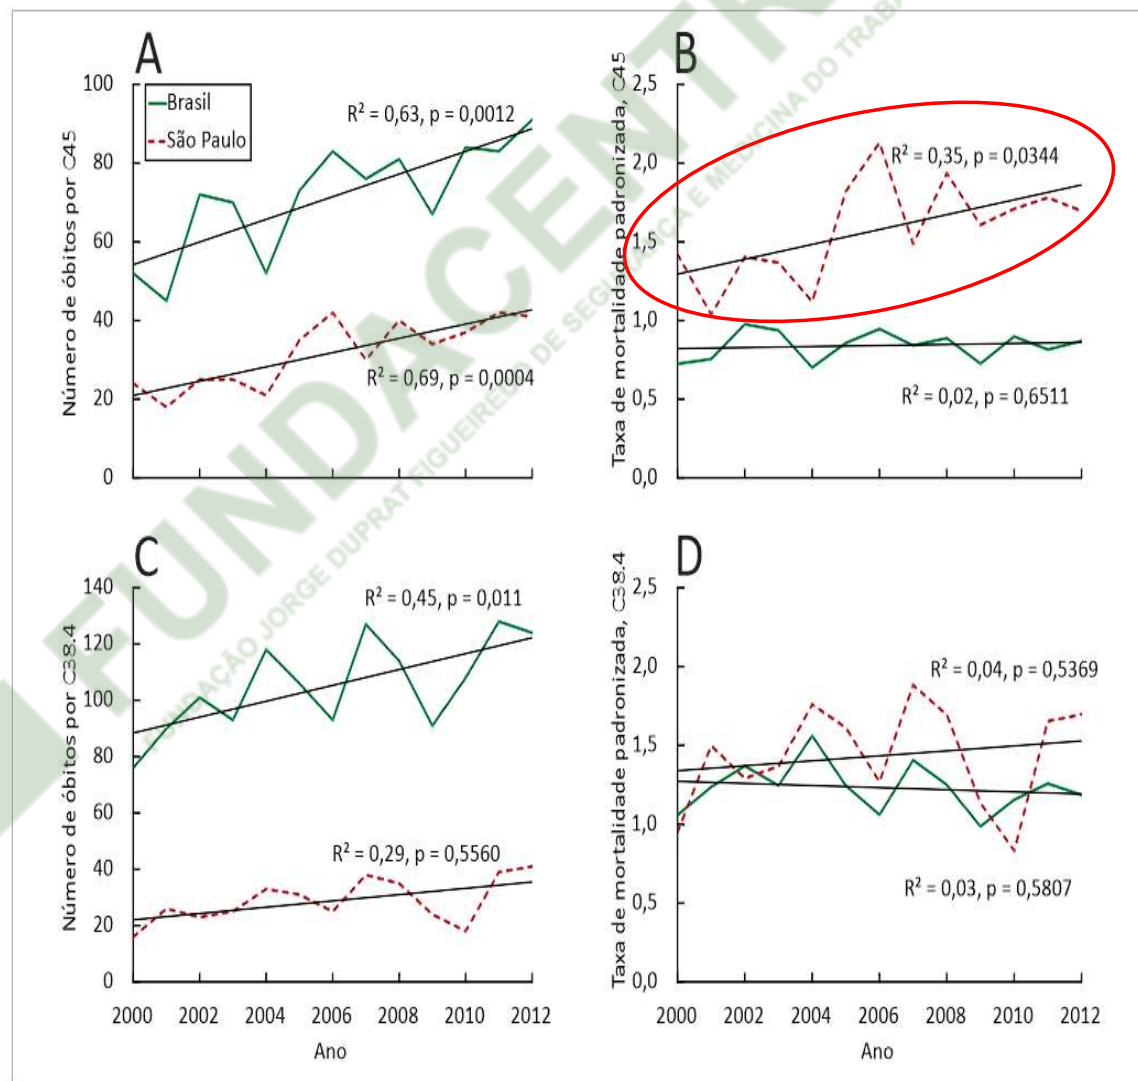 A
Número de óbitos por C45
100
80
60
40
20
0
Brasil
São Paulo
R² = 0,63, p = 0,0012
R² = 0,69, p = 0,0004
B
Taxa de mortalidade padronizada, C45
2,5
2,0
1,5
1,0
0,5
0,0
R² = 0,35, p = 0,0344
R² = 0,02, p = 0,6511
C
Número de óbitos por C38.4
140
120
100
80
60
40
20
0
R² = 0,45, p = 0,011
R² = 0,29, p = 0,5560
2000 2002 2004 2006 2008 2010 2012
Ano
D
Taxa de mortalidade padronizada, C38.4
2,5
2,0
1,5
1,0
0,5
0,0
R² = 0,04, p = 0,5369
R² = 0,03, p = 0,5807
2000 2002 2004 2006 2008 2010 2012
Ano
FUNDACENTR
FUNDAÇÃO JORGE DUPRAT FIGUEIREDO DE SEGURANÇA E MEDICINA DO TRABA